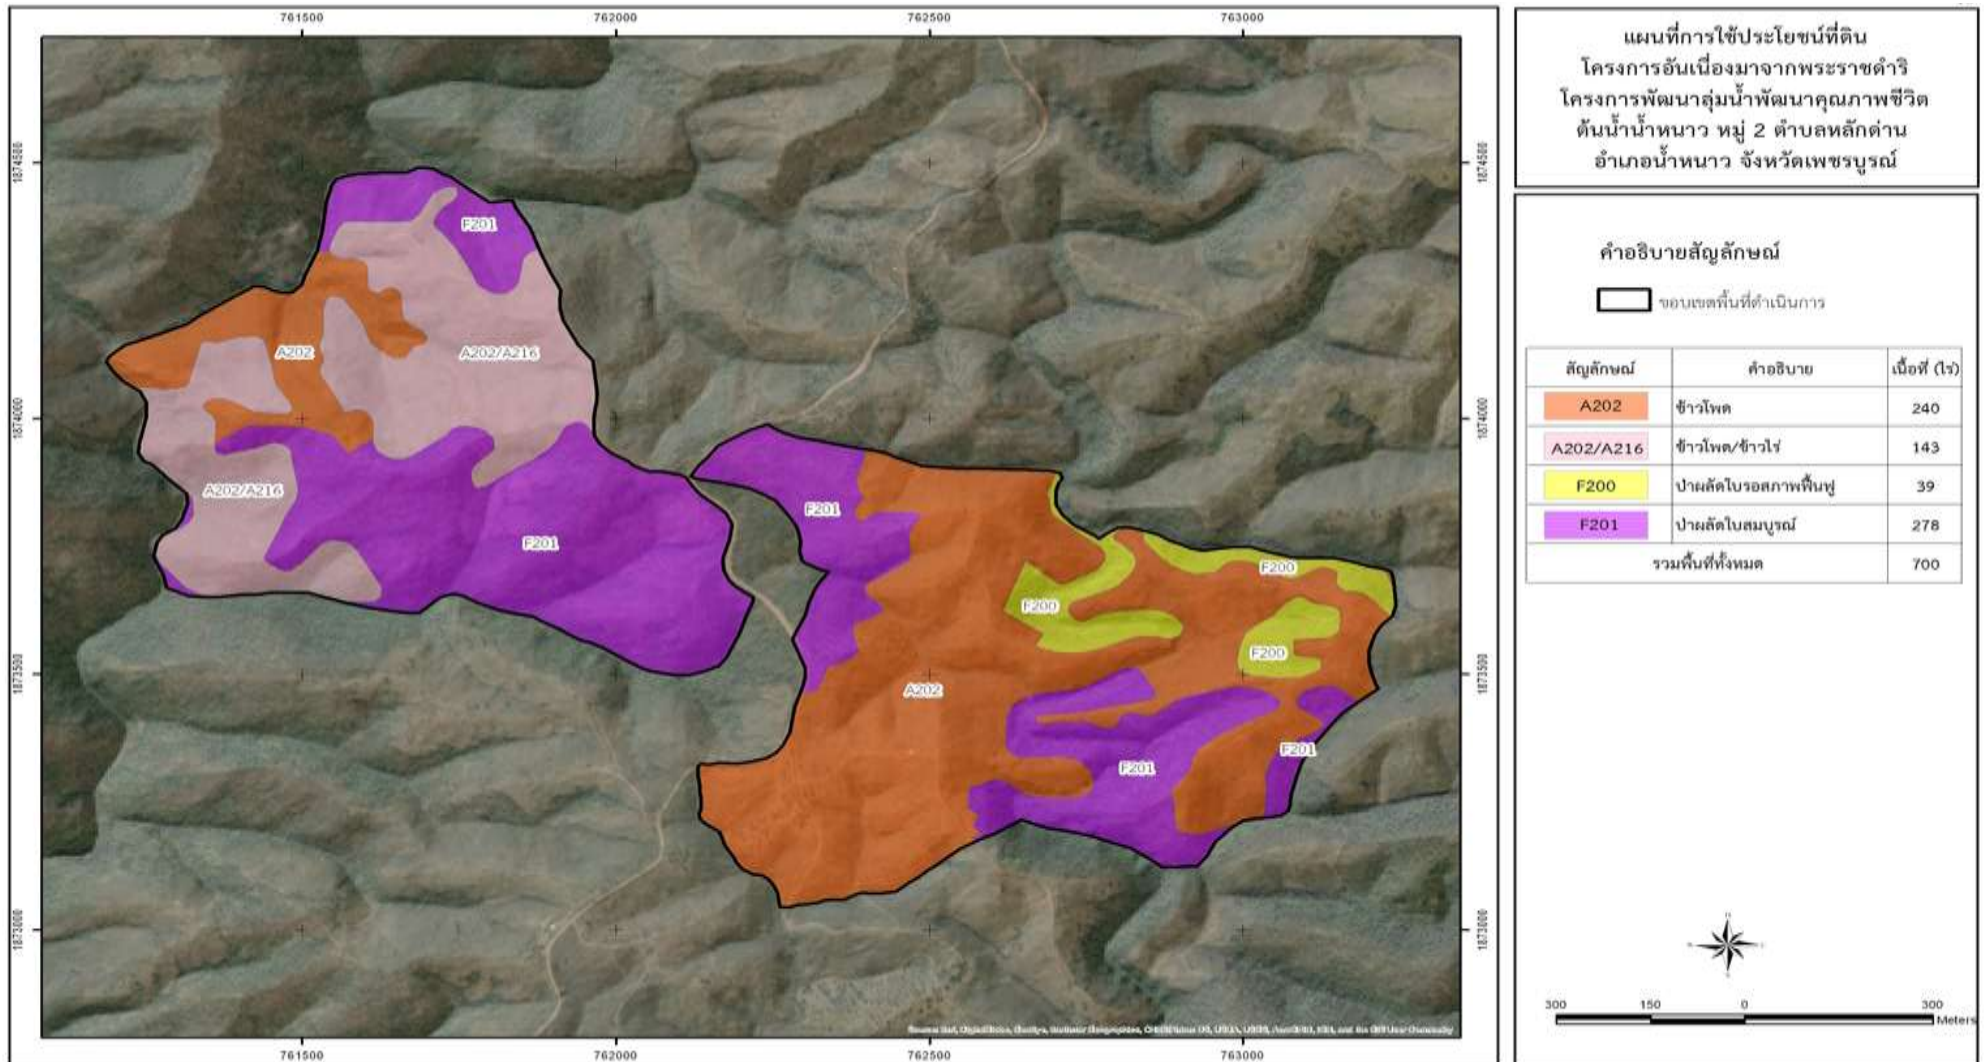 แผนที่การใช้ประโยชน์ที่ดิน
โครงการอันเนื่องมาจากพระราชดำริ
โครงการพัฒนาลุ่มน้ำพัฒนาคุณภาพชีวิต
ต้นน้ำน้ำหนาว หมู่ 2 ตำบลหลักด่าน
อำเภอน้ำหนาว จังหวัดเพชรบูรณ์
คำอธิบายสัญลักษณ์
ขอบเขตพื้นที่ดำเนินการ
สัญลักษณ์ คำอธิบาย เนื้อที่ (ไร่)
A202 ข้าวโพด 240
A202/A216 ข้าวโพด/ข้าวไร่ 143
F200 ป่าผลัดใบรอสภาพฟื้นฟู 39
F201 ป่าผลัดใบสมบูรณ์ 278
รวมพื้นที่ทั้งหมด 700
300 150 0 300
Meters
761500 762000 762500 763000
1874500 1874500
F201
A202 A202/A216
1874000 1874000
A202/A216
F201
F201
F200
F200
F200
1873500 1873500
A202
F201
F201
1873000 1873000
761500 762000 762500 763000